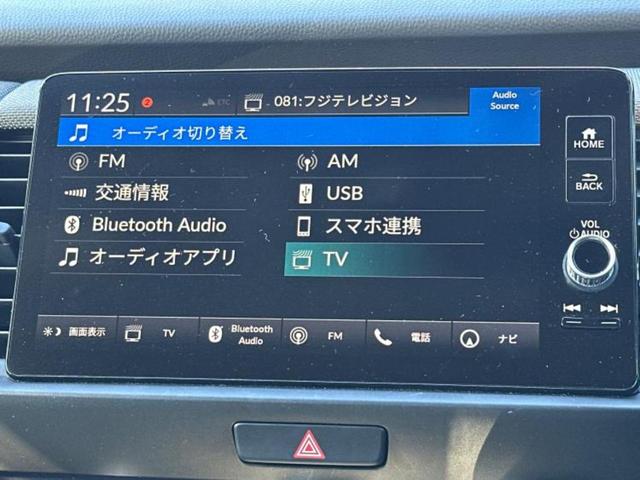 11:25 2 ETC 081:フジテレビジョン Audio Source
オーディオ切り替え
FM AM
交通情報 USB
Bluetooth Audio スマホ連携
オーディオアプリ TV
画面表示 TV Bluetooth Audio FM 電話 ナビ
HOME
BACK
VOL
AUDIO